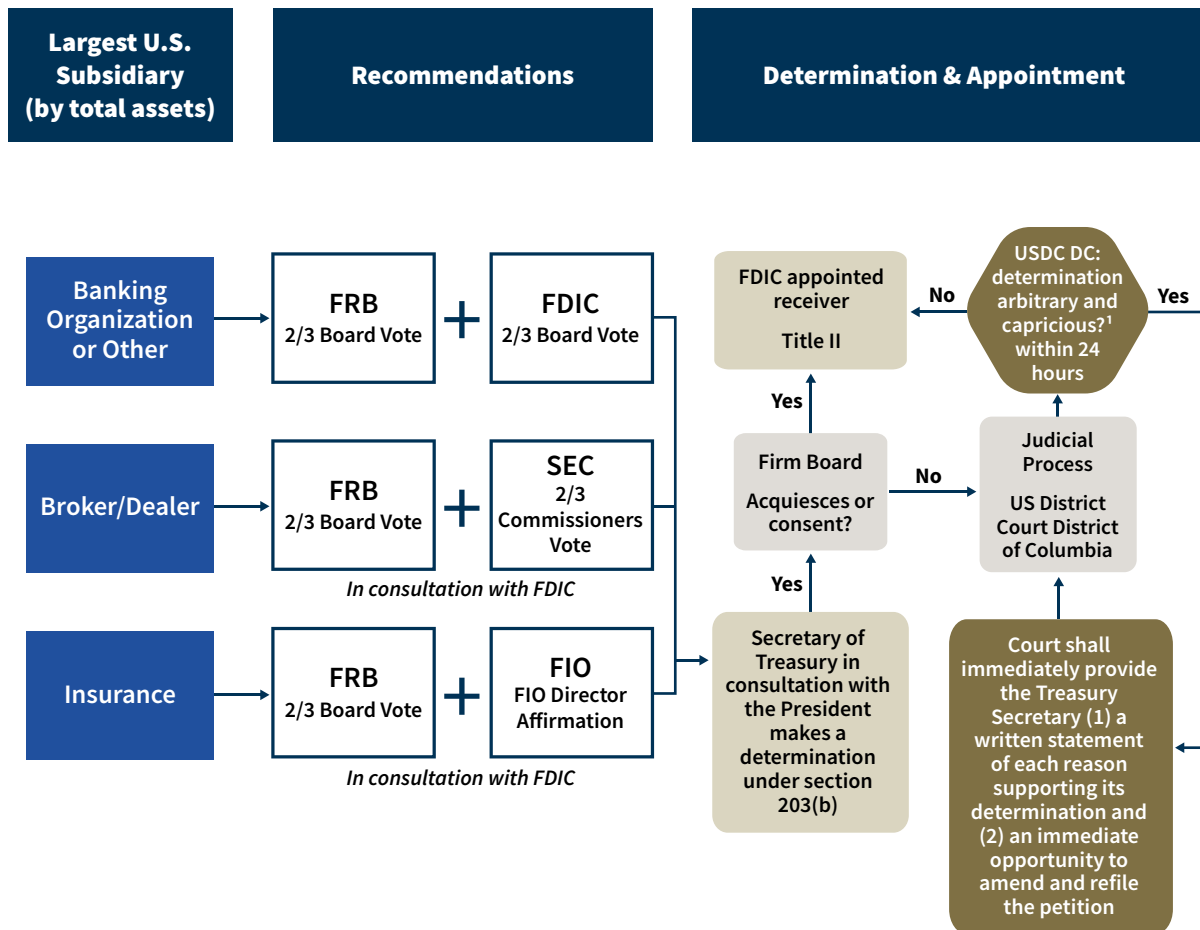 Largest U.S.
Subsidiary
(by total assets)
Recommendations
Determination & Appointment
Banking
Organization
or Other
FRB
2/3 Board Vote
+
FDIC
2/3 Board Vote
Broker/Dealer
FRB
2/3 Board Vote
+
SEC
2/3
Commissioners
Vote
In consultation with FDIC
Insurance
FRB
2/3 Board Vote
+
FIO
FIO Director
Affirmation
In consultation with FDIC
Secretary of
Treasury in
consultation with
the President
makes a
determination
under section
203(b)
Yes
Firm Board
Acquiesces or
consent?
Yes
FDIC appointed
receiver
Title II
No
Judicial
Process
US District
Court District
of Columbia
USDC DC:
determination
arbitrary and
capricious?¹
within 24
hours
No
Yes
Court shall
immediately provide
the Treasury
Secretary (1) a
written statement
of each reason
supporting its
determination and
(2) an immediate
opportunity to
amend and refile
the petition